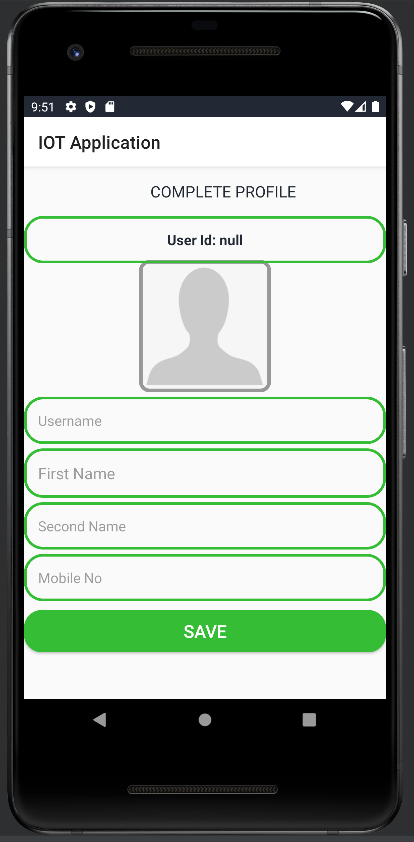 9:51
IOT Application
COMPLETE PROFILE
User Id: null
Username
First Name
Second Name
Mobile No
SAVE